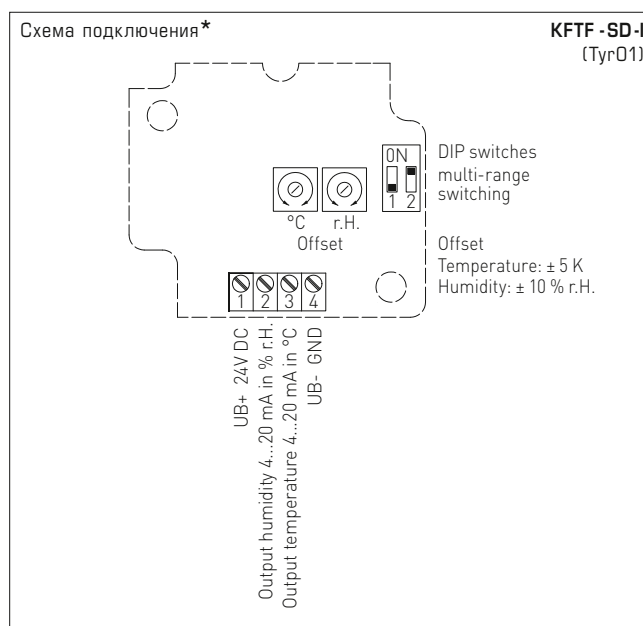 Схема подключения*
KFTF - SD-I
(Tyr01)
ON
1 2
DIP switches
multi-range
switching
°C r.H.
Offset
Offset
Temperature: ± 5 K
Humidity: ± 10 % r.H.
1 2 3 4
UB+ 24V DC
Output humidity 4...20 mA in % r.H.
Output temperature 4...20 mA in °C
UB- GND